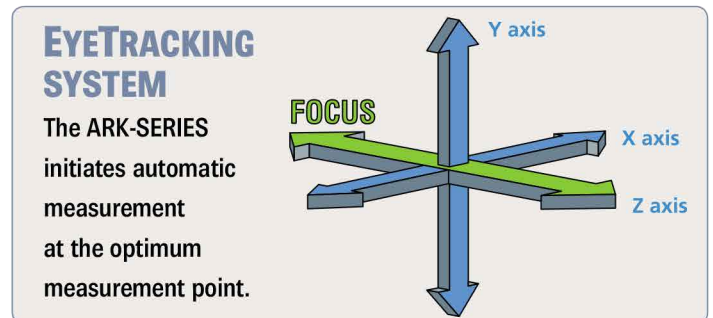 EYETRACKING
SYSTEM
The ARK-SERIES
initiates automatic
measurement
at the optimum
measurement point.
FOCUS
Y axis
X axis
Z axis